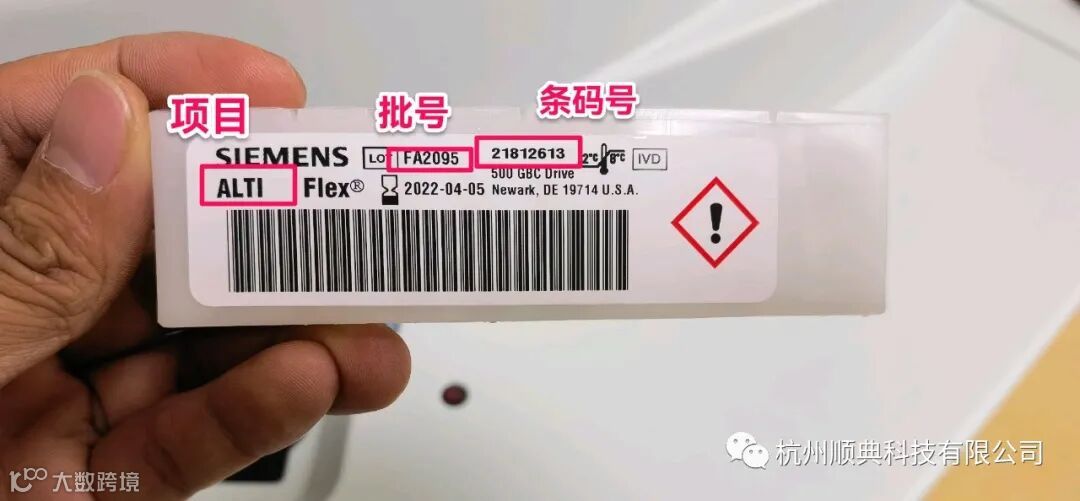 项目
批号
条码号
SIEMENS LOT FA2095 21812613 2°C 8°C IVD
500 GBC Drive
ALTI Flex® 2022-04-05 Newark, DE 19714 U.S.A.
杭州顺典科技有限公司
大数跨境